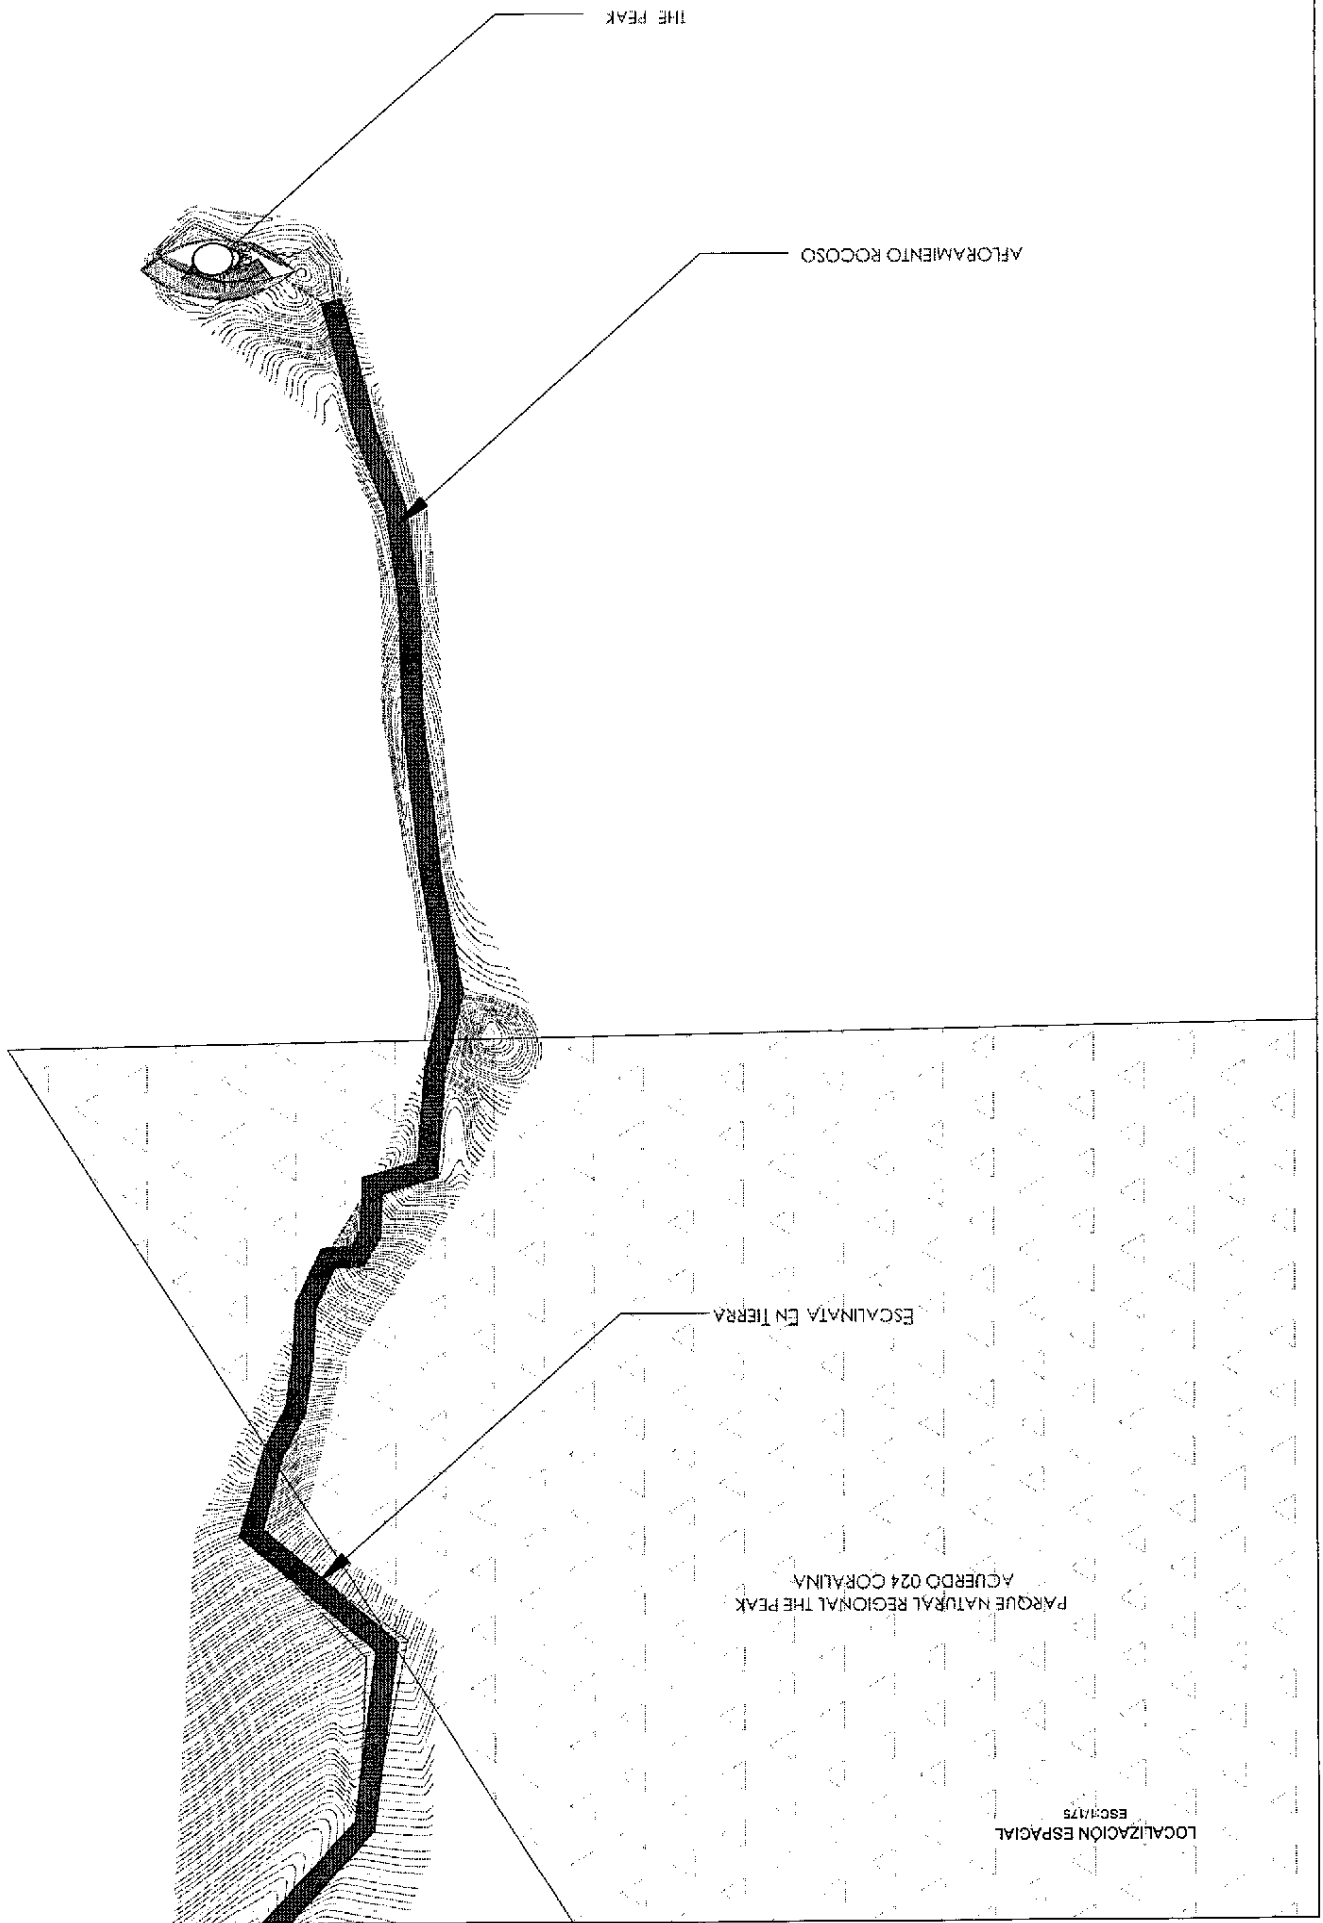 LOCALIZACIÓN ESPACIAL
ESC:1/175
PARQUE NATURAL REGIONAL THE PEAK
ACUERDO 024 CORALINA
ESCALINATA EN TIERRA
AFLORAMIENTO ROCOSO
THE PEAK